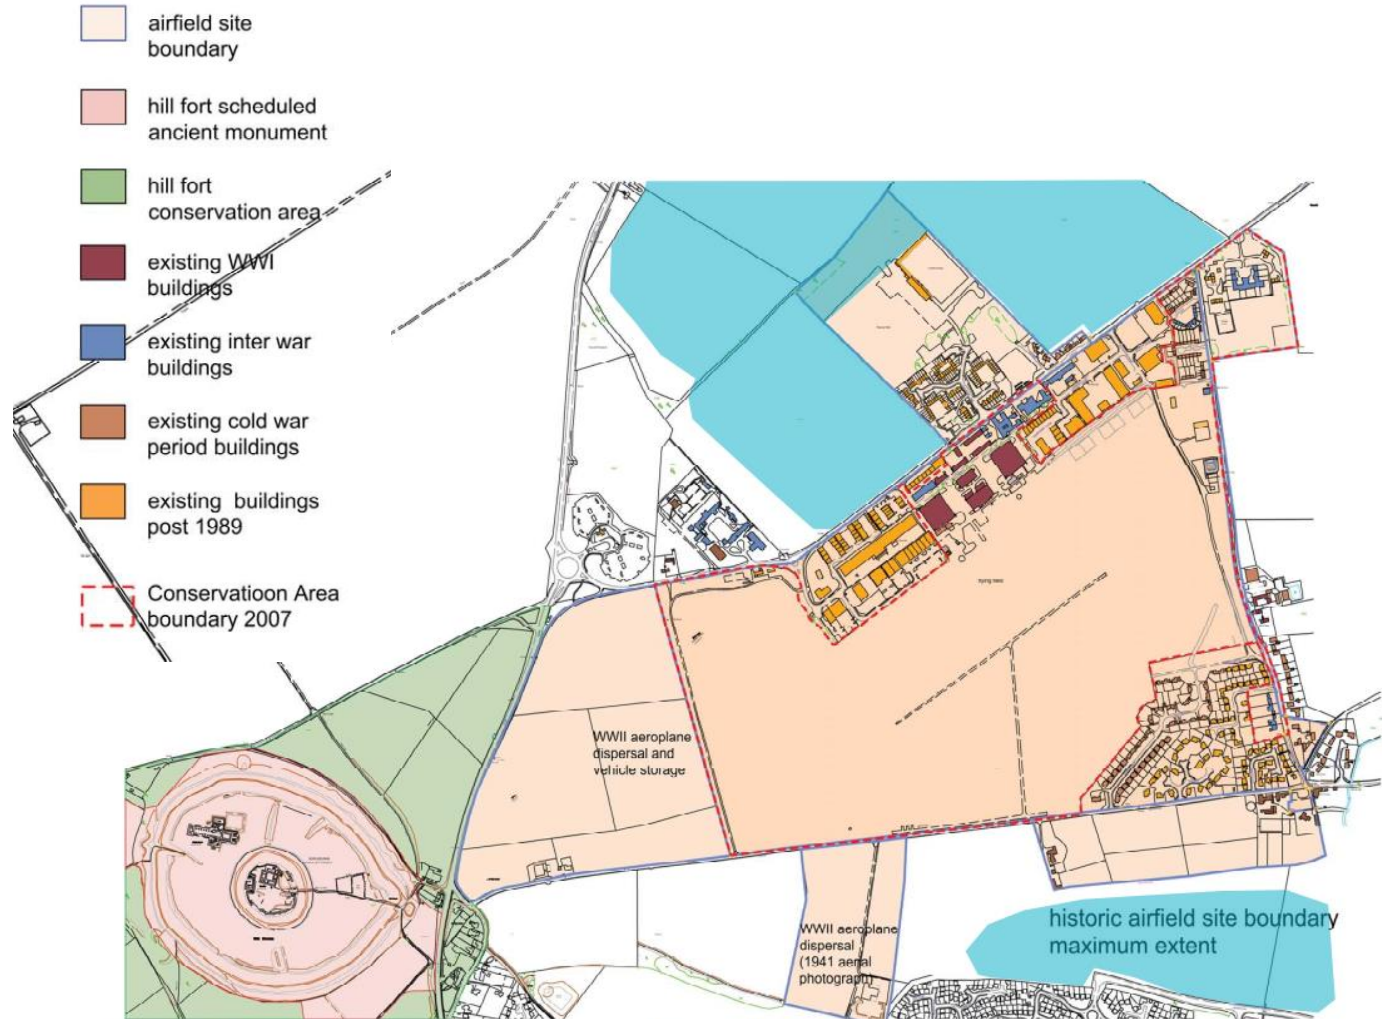 airfield site
boundary
hill fort scheduled
ancient monument
hill fort
conservation area
existing WWI
buildings
existing inter war
buildings
existing cold war
period buildings
existing buildings
post 1989
Conservatioon Area
boundary 2007
flying field
WWII aeroplane
dispersal and
vehicle storage
WWII aeroplane
dispersal
(1941 aerial
photograph)
historic airfield site boundary
maximum extent